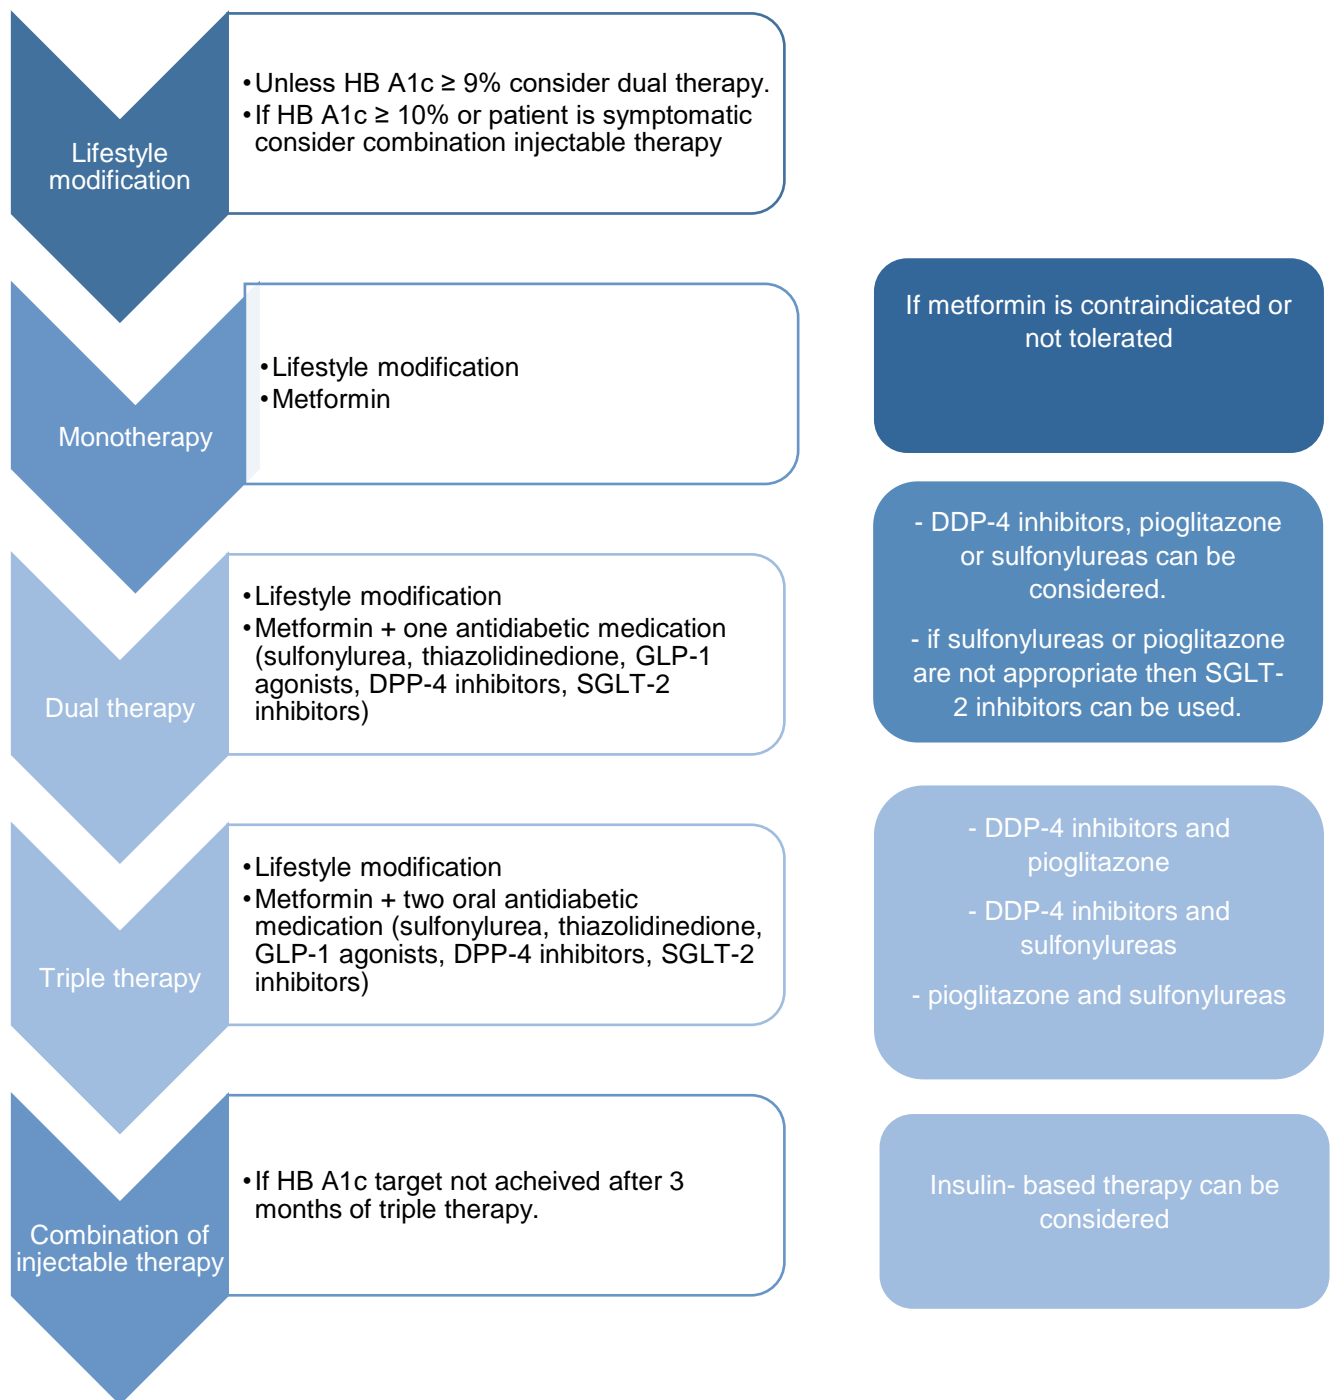 Lifestyle
modification
•Unless HB A1c ≥ 9% consider dual therapy.
•If HB A1c ≥ 10% or patient is symptomatic
consider combination injectable therapy
Monotherapy
•Lifestyle modification
•Metformin
Dual therapy
•Lifestyle modification
•Metformin + one antidiabetic medication
(sulfonylurea, thiazolidinedione, GLP-1
agonists, DPP-4 inhibitors, SGLT-2
inhibitors)
Triple therapy
•Lifestyle modification
•Metformin + two oral antidiabetic
medication (sulfonylurea, thiazolidinedione,
GLP-1 agonists, DPP-4 inhibitors, SGLT-2
inhibitors)
Combination of
injectable therapy
•If HB A1c target not acheived after 3
months of triple therapy.
If metformin is contraindicated or
not tolerated
- DDP-4 inhibitors, pioglitazone
or sulfonylureas can be
considered.
- if sulfonylureas or pioglitazone
are not appropriate then SGLT-
2 inhibitors can be used.
- DDP-4 inhibitors and
pioglitazone
- DDP-4 inhibitors and
sulfonylureas
- pioglitazone and sulfonylureas
Insulin- based therapy can be
considered